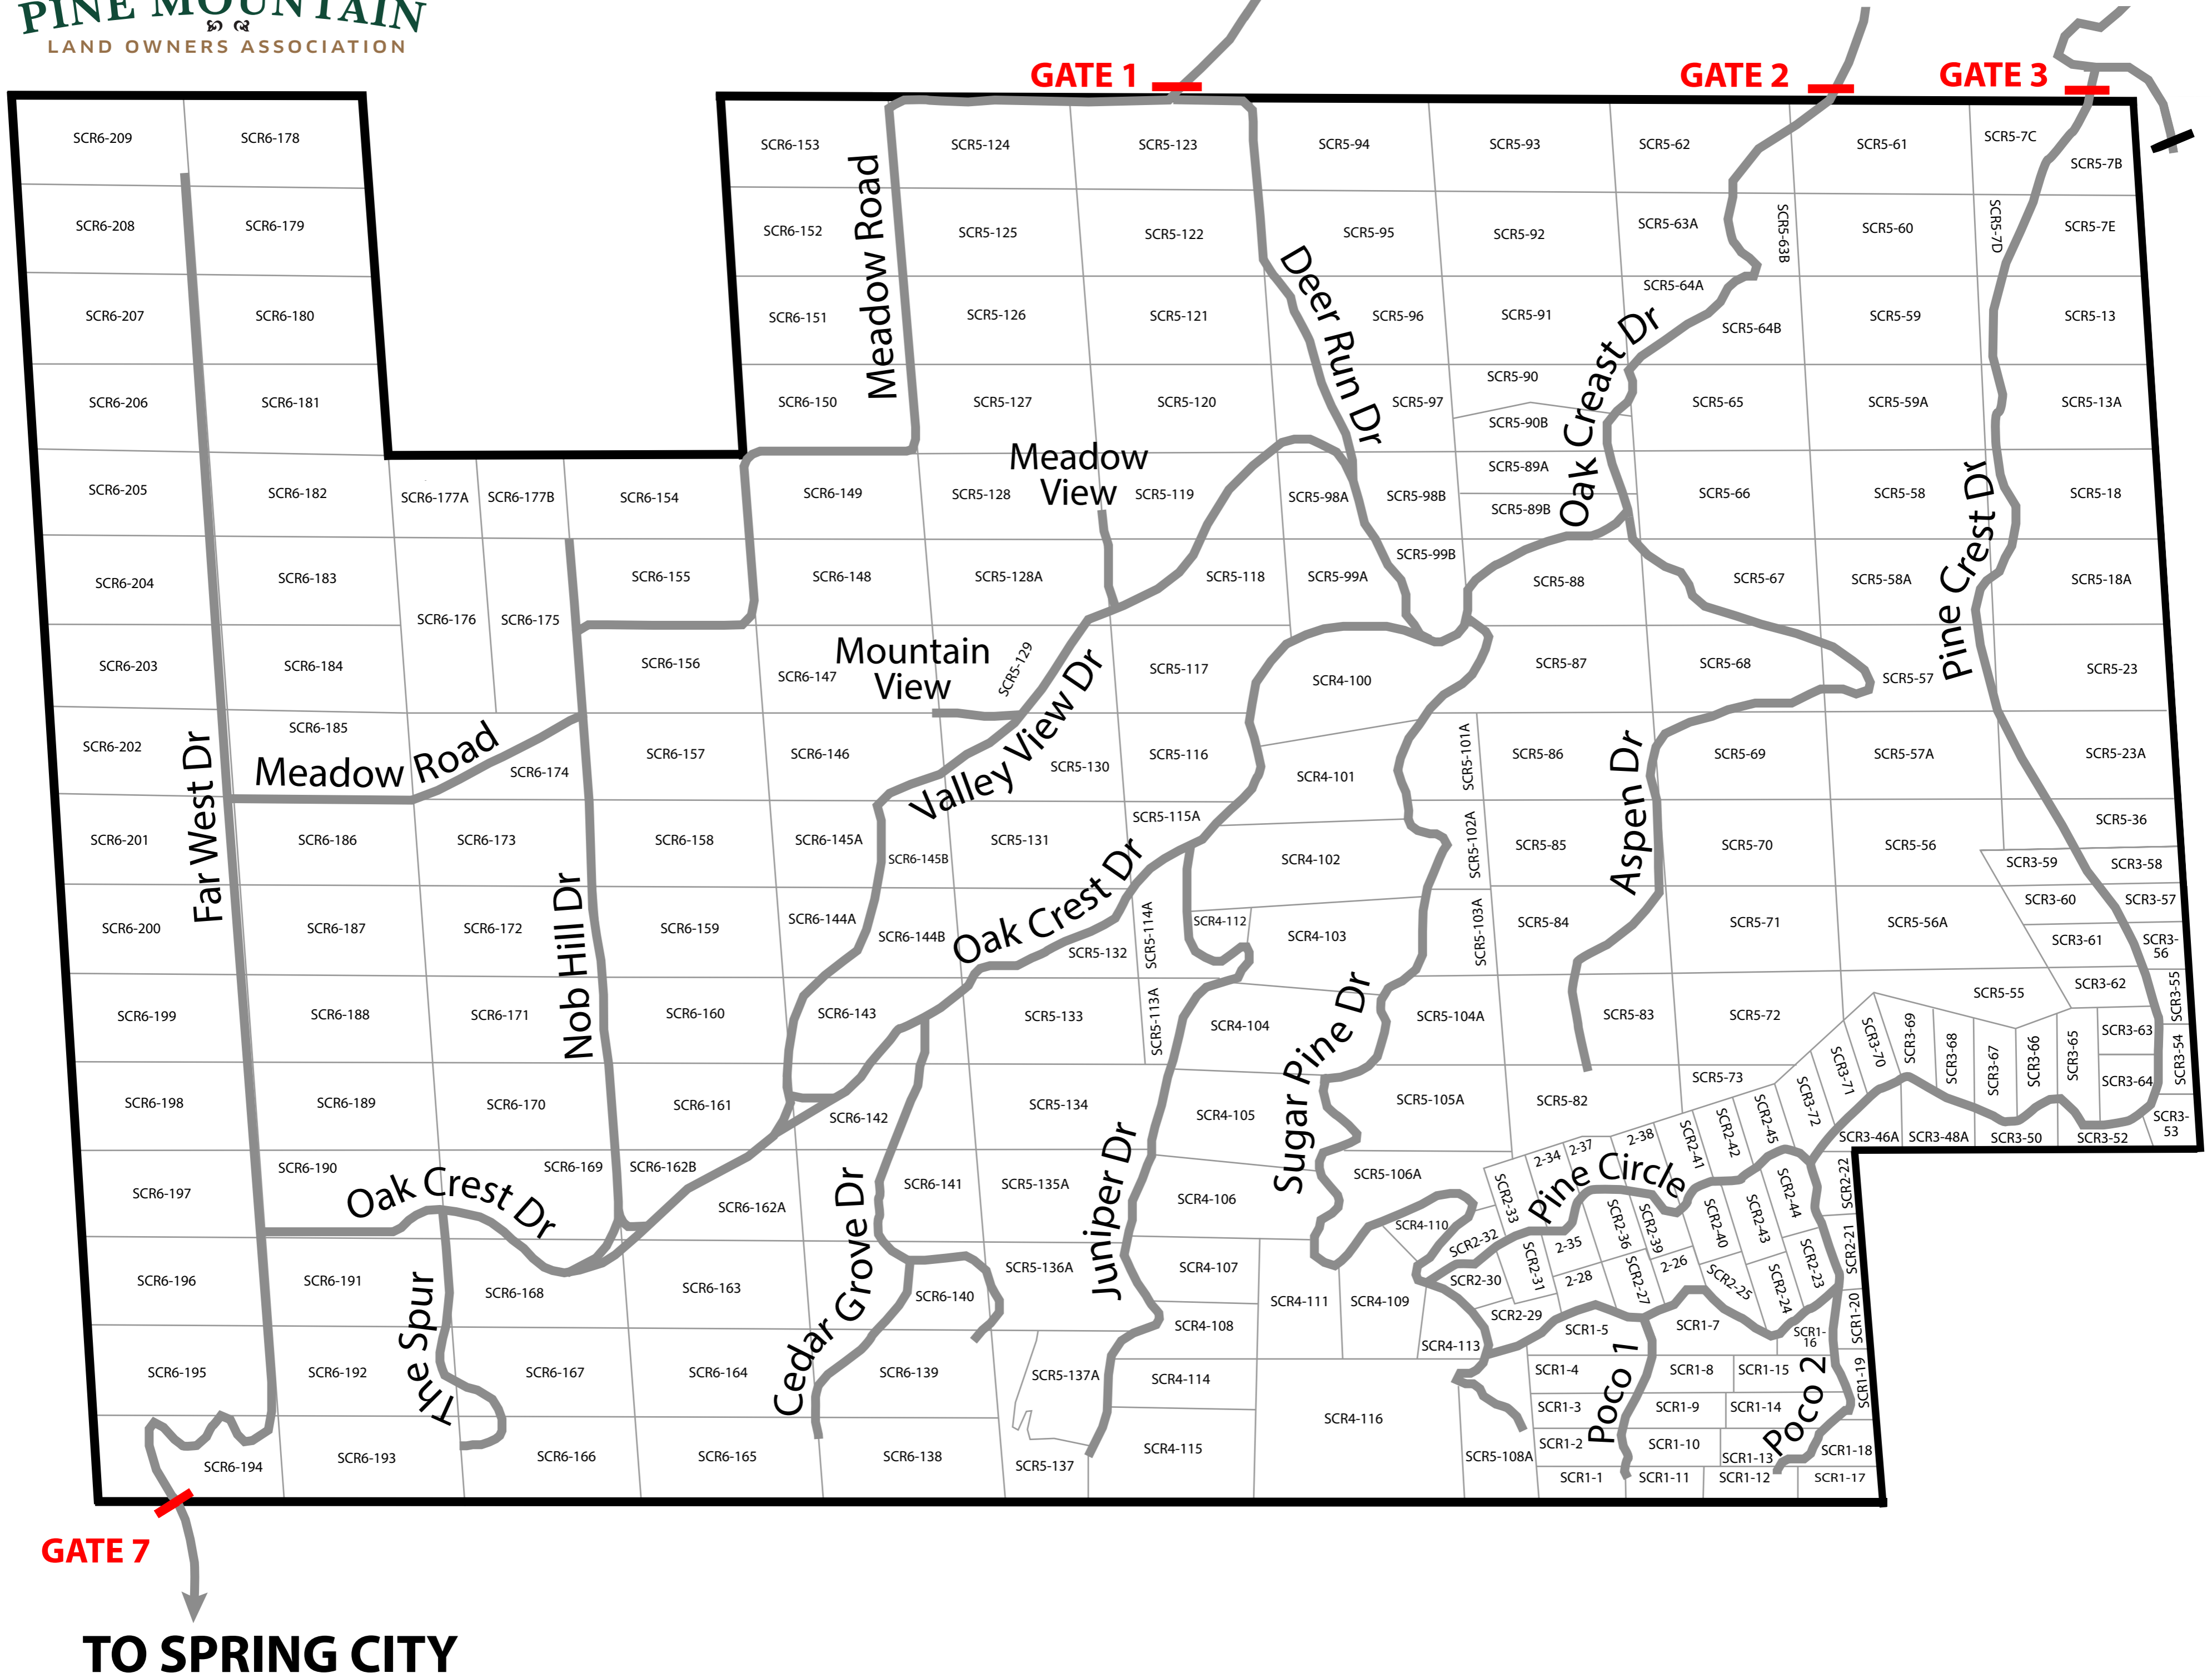 PINE MOUNTAIN
LAND OWNERS ASSOCIATION
GATE 1
GATE 2
GATE 3
SCR6-209
SCR6-178
SCR6-153
SCR5-124
SCR5-123
SCR5-94
SCR5-93
SCR5-62
SCR5-61
SCR5-7C
SCR5-7B
Meadow Road
SCR6-208
SCR6-179
SCR6-152
SCR5-125
SCR5-122
SCR5-95
SCR5-92
SCR5-63A
SCR5-63B
SCR5-60
SCR5-7D
SCR5-7E
Deer Run Dr
SCR6-207
SCR6-180
SCR6-151
SCR5-126
SCR5-121
SCR5-96
SCR5-91
SCR5-64A
SCR5-64B
SCR5-59
SCR5-13
Oak Creast Dr
SCR6-206
SCR6-181
SCR6-150
SCR5-127
SCR5-120
SCR5-97
SCR5-90
SCR5-90B
SCR5-65
SCR5-59A
SCR5-13A
Meadow
View
SCR6-205
SCR6-182
SCR6-177A
SCR6-177B
SCR6-154
SCR6-149
SCR5-128
SCR5-119
SCR5-98A
SCR5-98B
SCR5-89A
SCR5-89B
SCR5-66
SCR5-58
SCR5-18
Pine Crest Dr
SCR6-204
SCR6-183
SCR6-176
SCR6-175
SCR6-155
SCR6-148
SCR5-128A
SCR5-118
SCR5-99A
SCR5-99B
SCR5-88
SCR5-67
SCR5-58A
SCR5-18A
SCR6-203
SCR6-184
SCR6-156
SCR6-147
Mountain
View
SCR5-129
SCR5-117
SCR4-100
SCR5-87
SCR5-68
SCR5-57
SCR5-23
Valley View Dr
SCR6-202
SCR6-185
Meadow Road
SCR6-174
SCR6-157
SCR6-146
SCR5-130
SCR5-116
SCR4-101
SCR5-101A
SCR5-86
Aspen Dr
SCR5-69
SCR5-57A
SCR5-23A
Far West Dr
SCR6-201
SCR6-186
SCR6-173
SCR6-158
SCR6-145A
SCR6-145B
SCR5-131
SCR5-115A
SCR4-102
SCR5-102A
SCR5-85
SCR5-70
SCR5-56
SCR5-36
SCR3-59
SCR3-58
Nob Hill Dr
Oak Crest Dr
SCR6-200
SCR6-187
SCR6-172
SCR6-159
SCR6-144A
SCR6-144B
SCR5-132
SCR5-114A
SCR4-112
SCR4-103
SCR5-103A
SCR5-84
SCR5-71
SCR5-56A
SCR3-60
SCR3-57
SCR3-61
SCR3-
56
SCR6-199
SCR6-188
SCR6-171
SCR6-160
SCR6-143
SCR5-133
SCR5-113A
SCR4-104
Sugar Pine Dr
SCR5-104A
SCR5-83
SCR5-72
SCR5-55
SCR3-62
SCR3-55
SCR3-70
SCR3-69
SCR3-68
SCR3-67
SCR3-66
SCR3-65
SCR3-63
SCR3-54
SCR3-64
SCR6-198
SCR6-189
SCR6-170
SCR6-161
SCR6-142
SCR5-134
SCR4-105
SCR5-105A
SCR5-82
SCR5-73
SCR3-72
SCR3-71
SCR3-46A
SCR3-48A
SCR3-50
SCR3-52
SCR3-
53
SCR6-197
SCR6-190
Oak Crest Dr
SCR6-169
SCR6-162B
SCR6-162A
Cedar Grove Dr
SCR6-141
SCR5-135A
Juniper Dr
SCR4-106
SCR5-106A
SCR4-110
SCR2-33
2-34
2-37
2-38
SCR2-41
SCR2-42
SCR2-45
Pine Circle
SCR2-32
SCR2-31
2-35
SCR2-36
SCR2-39
SCR2-40
SCR2-43
SCR2-44
SCR2-22
SCR2-21
SCR6-196
SCR6-191
The Spur
SCR6-168
SCR6-163
SCR6-140
SCR5-136A
SCR4-107
SCR4-111
SCR4-109
SCR2-30
2-28
SCR2-27
2-26
SCR2-25
SCR2-24
SCR2-23
SCR2-29
SCR4-108
SCR4-113
SCR1-5
SCR1-7
SCR1-
16
SCR1-20
SCR6-195
SCR6-192
SCR6-167
SCR6-164
SCR6-139
SCR5-137A
SCR4-114
SCR1-4
Poco 1
SCR1-8
SCR1-15
Poco 2
SCR1-19
SCR4-116
SCR1-3
SCR1-9
SCR1-14
SCR6-194
SCR6-193
SCR6-166
SCR6-165
SCR6-138
SCR5-137
SCR4-115
SCR5-108A
SCR1-2
SCR1-10
SCR1-13
SCR1-18
SCR1-1
SCR1-11
SCR1-12
SCR1-17
GATE 7
TO SPRING CITY